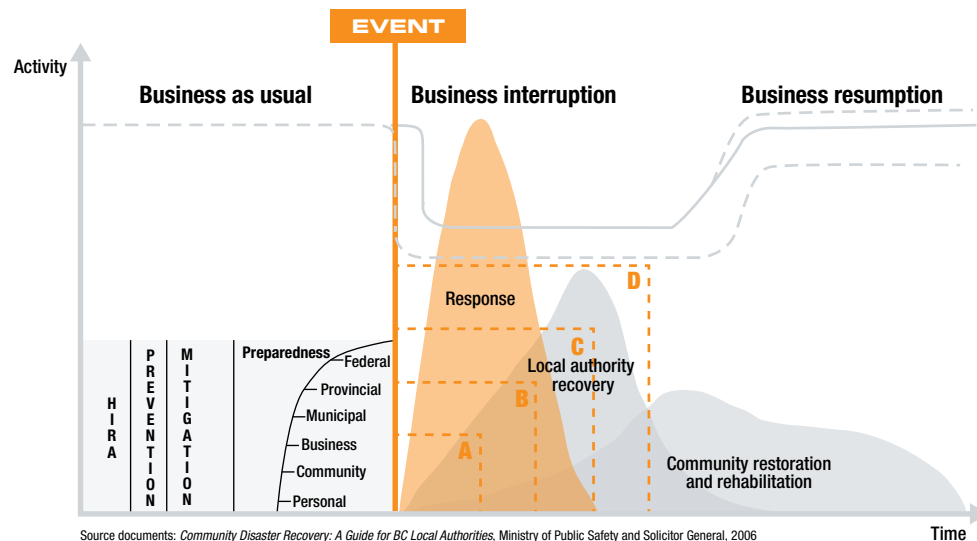 EVENT
Activity
Business as usual
Business interruption
Business resumption
HIRA
PREVENTION
MITIGATION
Preparedness
Federal
Provincial
Municipal
Business
Community
Personal
Response
A
B
C
D
Local authority
recovery
Community restoration
and rehabilitation
Source documents: Community Disaster Recovery: A Guide for BC Local Authorities, Ministry of Public Safety and Solicitor General, 2006
Time